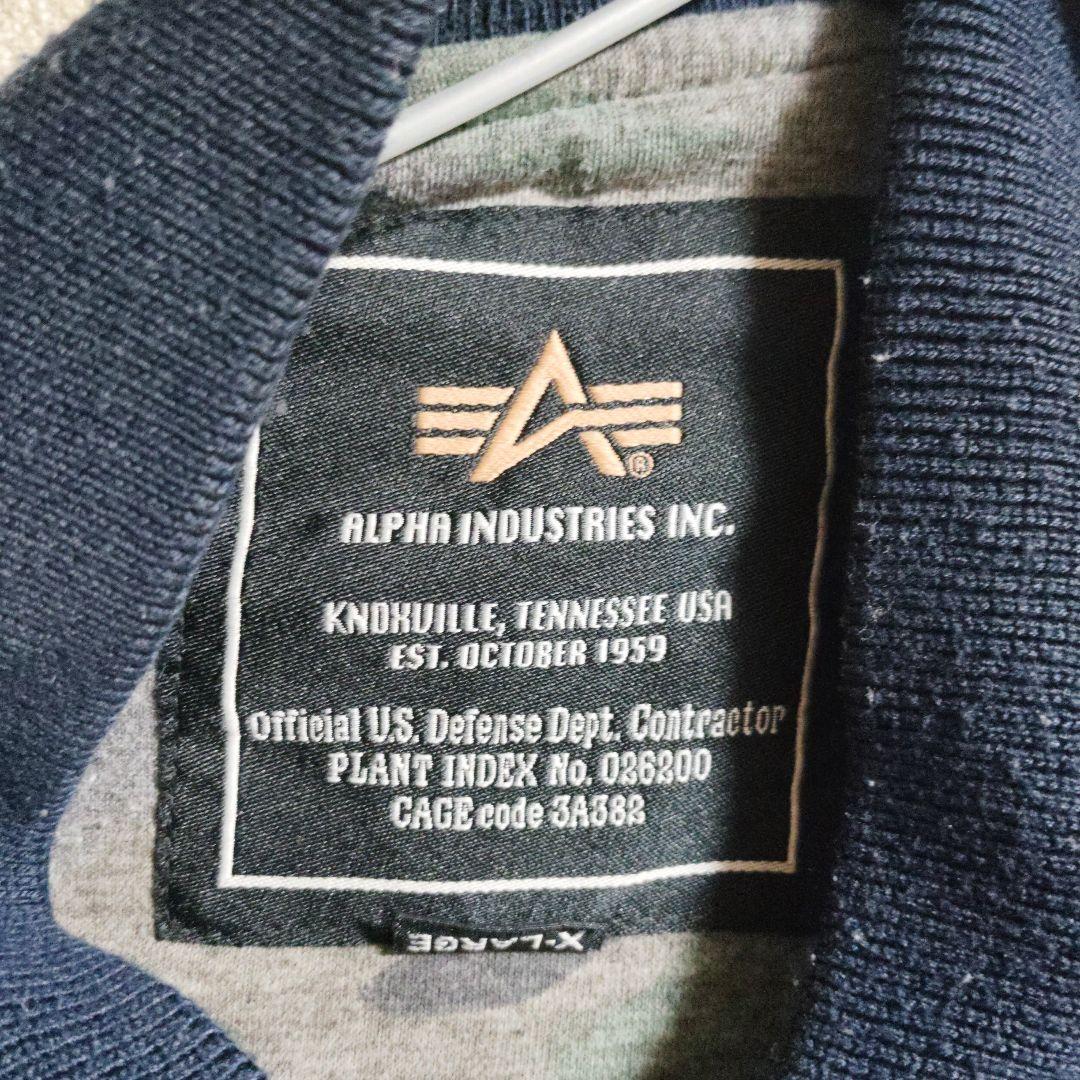 ®
ALPHA INDUSTRIES INC.
KNOXVILLE, TENNESSEE USA
EST. OCTOBER 1959
Official U.S. Defense Dept. Contractor
PLANT INDEX No. 026200
CAGE code 3A382
X-LARGE